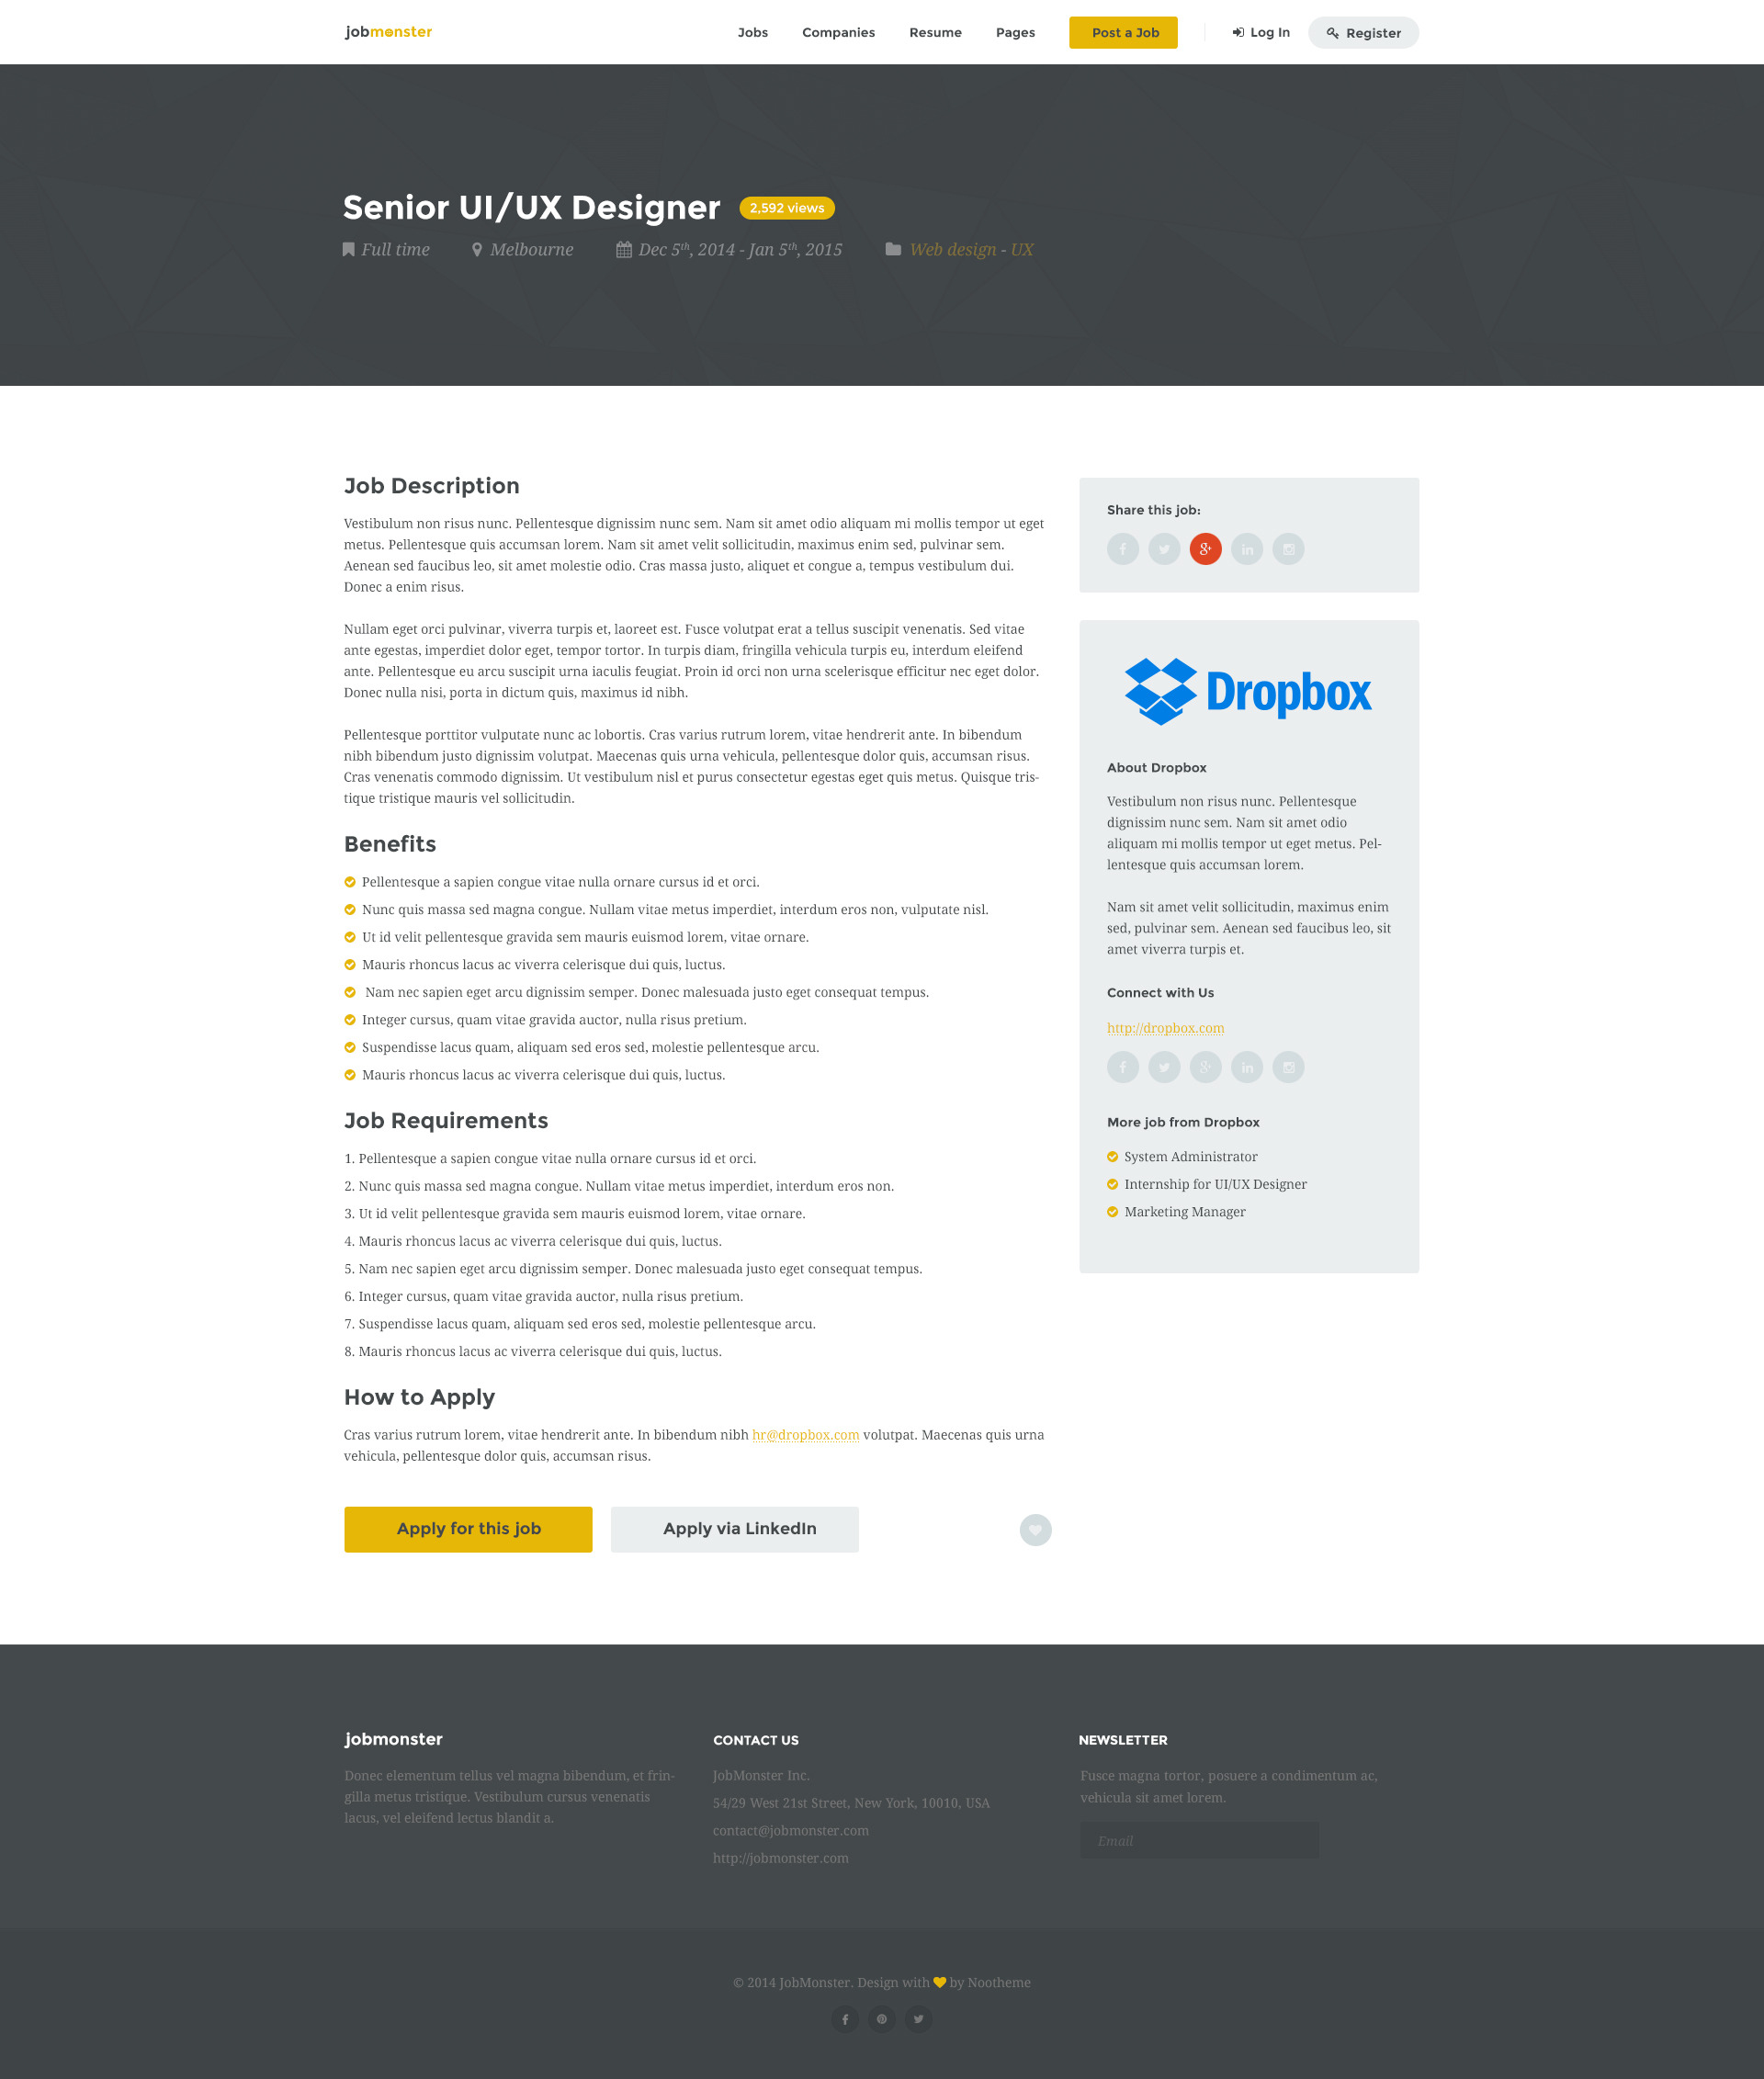 jobmonster
Jobs Companies Resume Pages Post a Job Log In Register
Senior UI/UX Designer 2,592 views
Full time Melbourne Dec 5th, 2014 - Jan 5th, 2015 Web design - UX
Job Description
Vestibulum non risus nunc. Pellentesque dignissim nunc sem. Nam sit amet odio aliquam mi mollis tempor ut eget
metus. Pellentesque quis accumsan lorem. Nam sit amet velit sollicitudin, maximus enim sed, pulvinar sem.
Aenean sed faucibus leo, sit amet molestie odio. Cras massa justo, aliquet et congue a, tempus vestibulum dui.
Donec a enim risus.
Nullam eget orci pulvinar, viverra turpis et, laoreet est. Fusce volutpat erat a tellus suscipit venenatis. Sed vitae
ante egestas, imperdiet dolor eget, tempor tortor. In turpis diam, fringilla vehicula turpis eu, interdum eleifend
ante. Pellentesque eu arcu suscipit urna iaculis feugiat. Proin id orci non urna scelerisque efficitur nec eget dolor.
Donec nulla nisi, porta in dictum quis, maximus id nibh.
Pellentesque porttitor vulputate nunc ac lobortis. Cras varius rutrum lorem, vitae hendrerit ante. In bibendum
nibh bibendum justo dignissim volutpat. Maecenas quis urna vehicula, pellentesque dolor quis, accumsan risus.
Cras venenatis commodo dignissim. Ut vestibulum nisl et purus consectetur egestas eget quis metus. Quisque tris-
tique tristique mauris vel sollicitudin.
Benefits
Pellentesque a sapien congue vitae nulla ornare cursus id et orci.
Nunc quis massa sed magna congue. Nullam vitae metus imperdiet, interdum eros non, vulputate nisl.
Ut id velit pellentesque gravida sem mauris euismod lorem, vitae ornare.
Mauris rhoncus lacus ac viverra celerisque dui quis, luctus.
Nam nec sapien eget arcu dignissim semper. Donec malesuada justo eget consequat tempus.
Integer cursus, quam vitae gravida auctor, nulla risus pretium.
Suspendisse lacus quam, aliquam sed eros sed, molestie pellentesque arcu.
Mauris rhoncus lacus ac viverra celerisque dui quis, luctus.
Job Requirements
1. Pellentesque a sapien congue vitae nulla ornare cursus id et orci.
2. Nunc quis massa sed magna congue. Nullam vitae metus imperdiet, interdum eros non.
3. Ut id velit pellentesque gravida sem mauris euismod lorem, vitae ornare.
4. Mauris rhoncus lacus ac viverra celerisque dui quis, luctus.
5. Nam nec sapien eget arcu dignissim semper. Donec malesuada justo eget consequat tempus.
6. Integer cursus, quam vitae gravida auctor, nulla risus pretium.
7. Suspendisse lacus quam, aliquam sed eros sed, molestie pellentesque arcu.
8. Mauris rhoncus lacus ac viverra celerisque dui quis, luctus.
How to Apply
Cras varius rutrum lorem, vitae hendrerit ante. In bibendum nibh hr@dropbox.com volutpat. Maecenas quis urna
vehicula, pellentesque dolor quis, accumsan risus.
Apply for this job Apply via LinkedIn
Share this job:
Dropbox
About Dropbox
Vestibulum non risus nunc. Pellentesque
dignissim nunc sem. Nam sit amet odio
aliquam mi mollis tempor ut eget metus. Pel-
lentesque quis accumsan lorem.
Nam sit amet velit sollicitudin, maximus enim
sed, pulvinar sem. Aenean sed faucibus leo, sit
amet viverra turpis et.
Connect with Us
http://dropbox.com
More job from Dropbox
System Administrator
Internship for UI/UX Designer
Marketing Manager
jobmonster
Donec elementum tellus vel magna bibendum, et frin-
gilla metus tristique. Vestibulum cursus venenatis
lacus, vel eleifend lectus blandit a.
CONTACT US
JobMonster Inc.
54/29 West 21st Street, New York, 10010, USA
contact@jobmonster.com
http://jobmonster.com
NEWSLETTER
Fusce magna tortor, posuere a condimentum ac,
vehicula sit amet lorem.
Email
© 2014 JobMonster. Design with by Nootheme